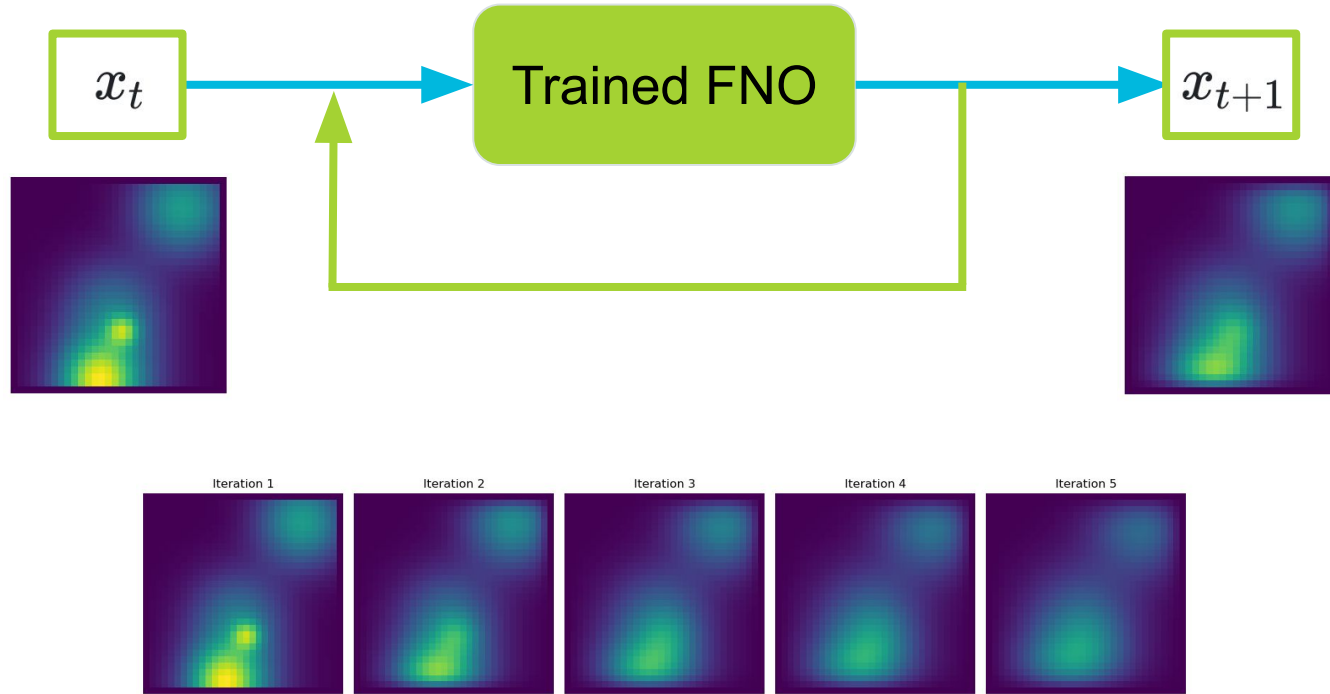 x_t
Trained FNO
x_{t+1}
Iteration 1
Iteration 2
Iteration 3
Iteration 4
Iteration 5